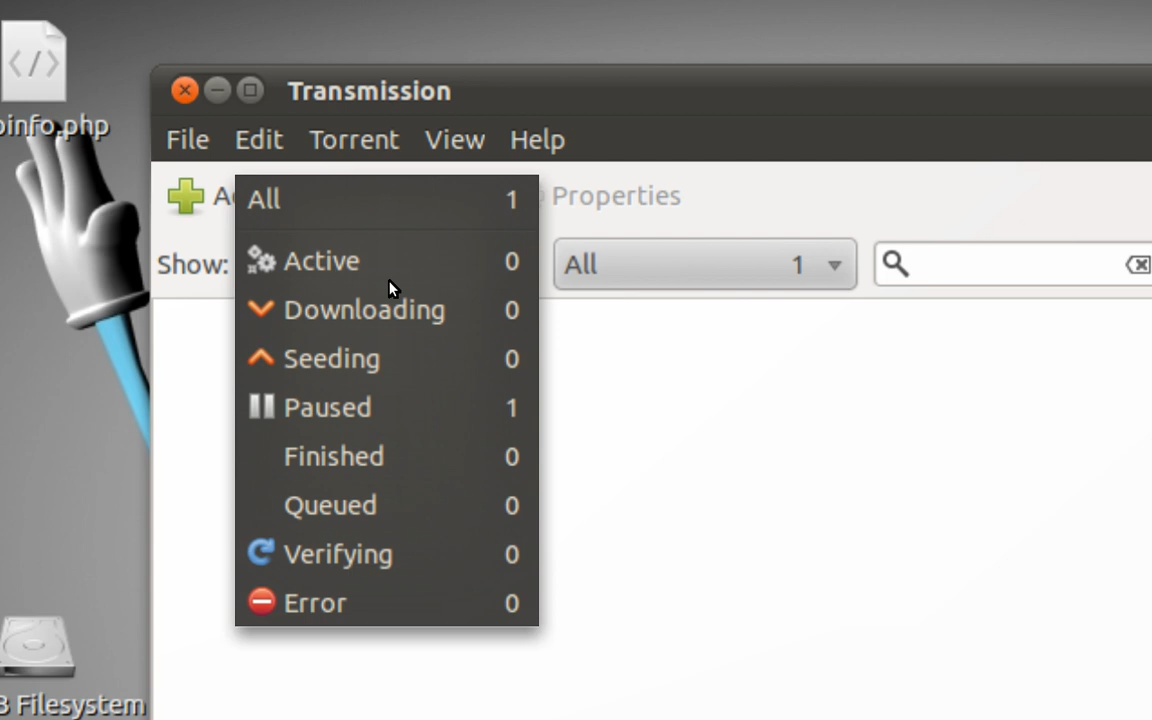 Transmission
File Edit Torrent View Help
Properties
Show:
All 1
All 1
Active 0
Downloading 0
Seeding 0
Paused 1
Finished 0
Queued 0
Verifying 0
Error 0
oinfo.php
B Filesystem